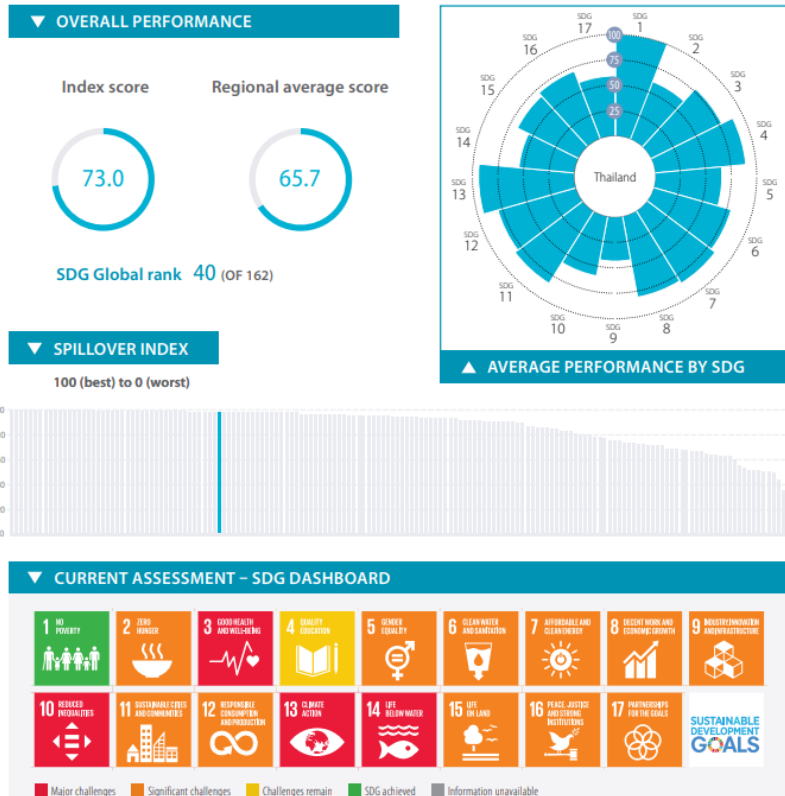 ▼ OVERALL PERFORMANCE
Index score
Regional average score
73.0
65.7
SDG Global rank 40 (OF 162)
SDG 1
SDG 2
SDG 3
SDG 4
SDG 5
SDG 6
SDG 7
SDG 8
SDG 9
SDG 10
SDG 11
SDG 12
SDG 13
SDG 14
SDG 15
SDG 16
SDG 17
100
75
50
25
Thailand
▲ AVERAGE PERFORMANCE BY SDG
▼ SPILLOVER INDEX
100 (best) to 0 (worst)
0
0
0
0
0
0
▼ CURRENT ASSESSMENT – SDG DASHBOARD
1 NO POVERTY
2 ZERO HUNGER
3 GOOD HEALTH AND WELL-BEING
4 QUALITY EDUCATION
5 GENDER EQUALITY
6 CLEAN WATER AND SANITATION
7 AFFORDABLE AND CLEAN ENERGY
8 DECENT WORK AND ECONOMIC GROWTH
9 INDUSTRY, INNOVATION AND INFRASTRUCTURE
10 REDUCED INEQUALITIES
11 SUSTAINABLE CITIES AND COMMUNITIES
12 RESPONSIBLE CONSUMPTION AND PRODUCTION
13 CLIMATE ACTION
14 LIFE BELOW WATER
15 LIFE ON LAND
16 PEACE, JUSTICE AND STRONG INSTITUTIONS
17 PARTNERSHIPS FOR THE GOALS
SUSTAINABLE
DEVELOPMENT
GOALS
Major challenges
Significant challenges
Challenges remain
SDG achieved
Information unavailable